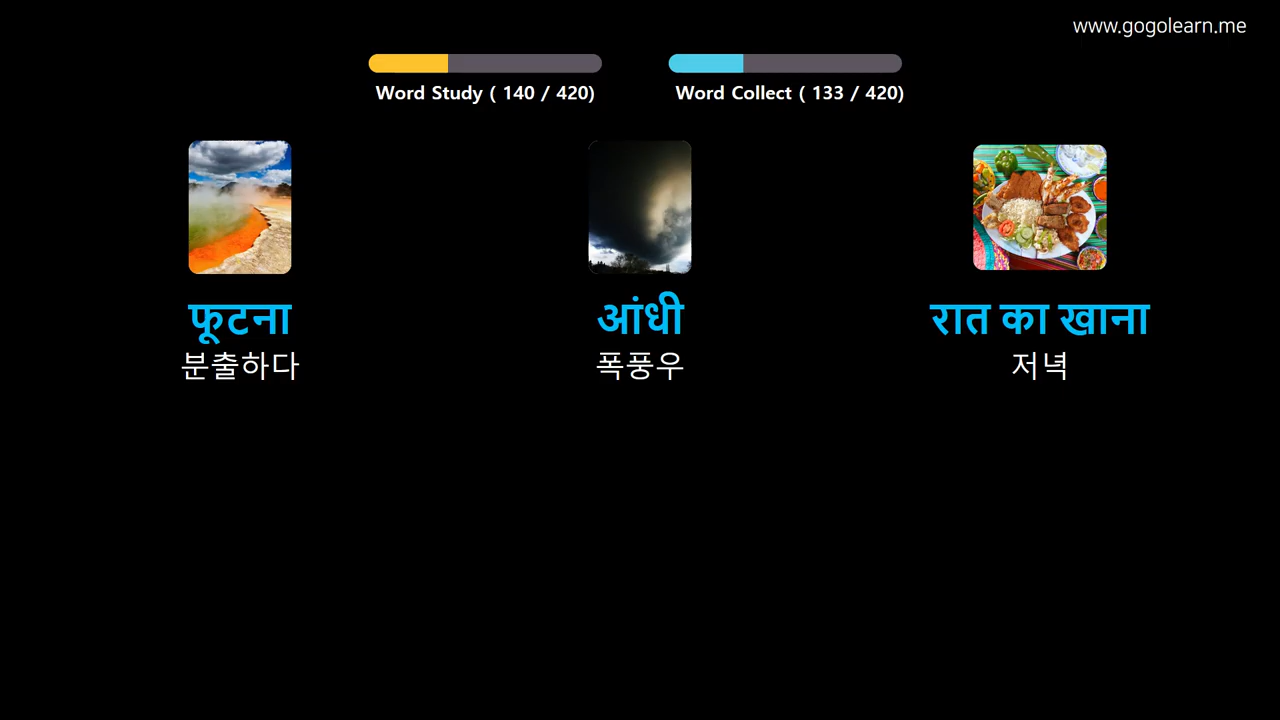 www.gogolearn.me
Word Study ( 140 / 420)
Word Collect ( 133 / 420)
फूटना
분출하다
आंधी
폭풍우
रात का खाना
저녁